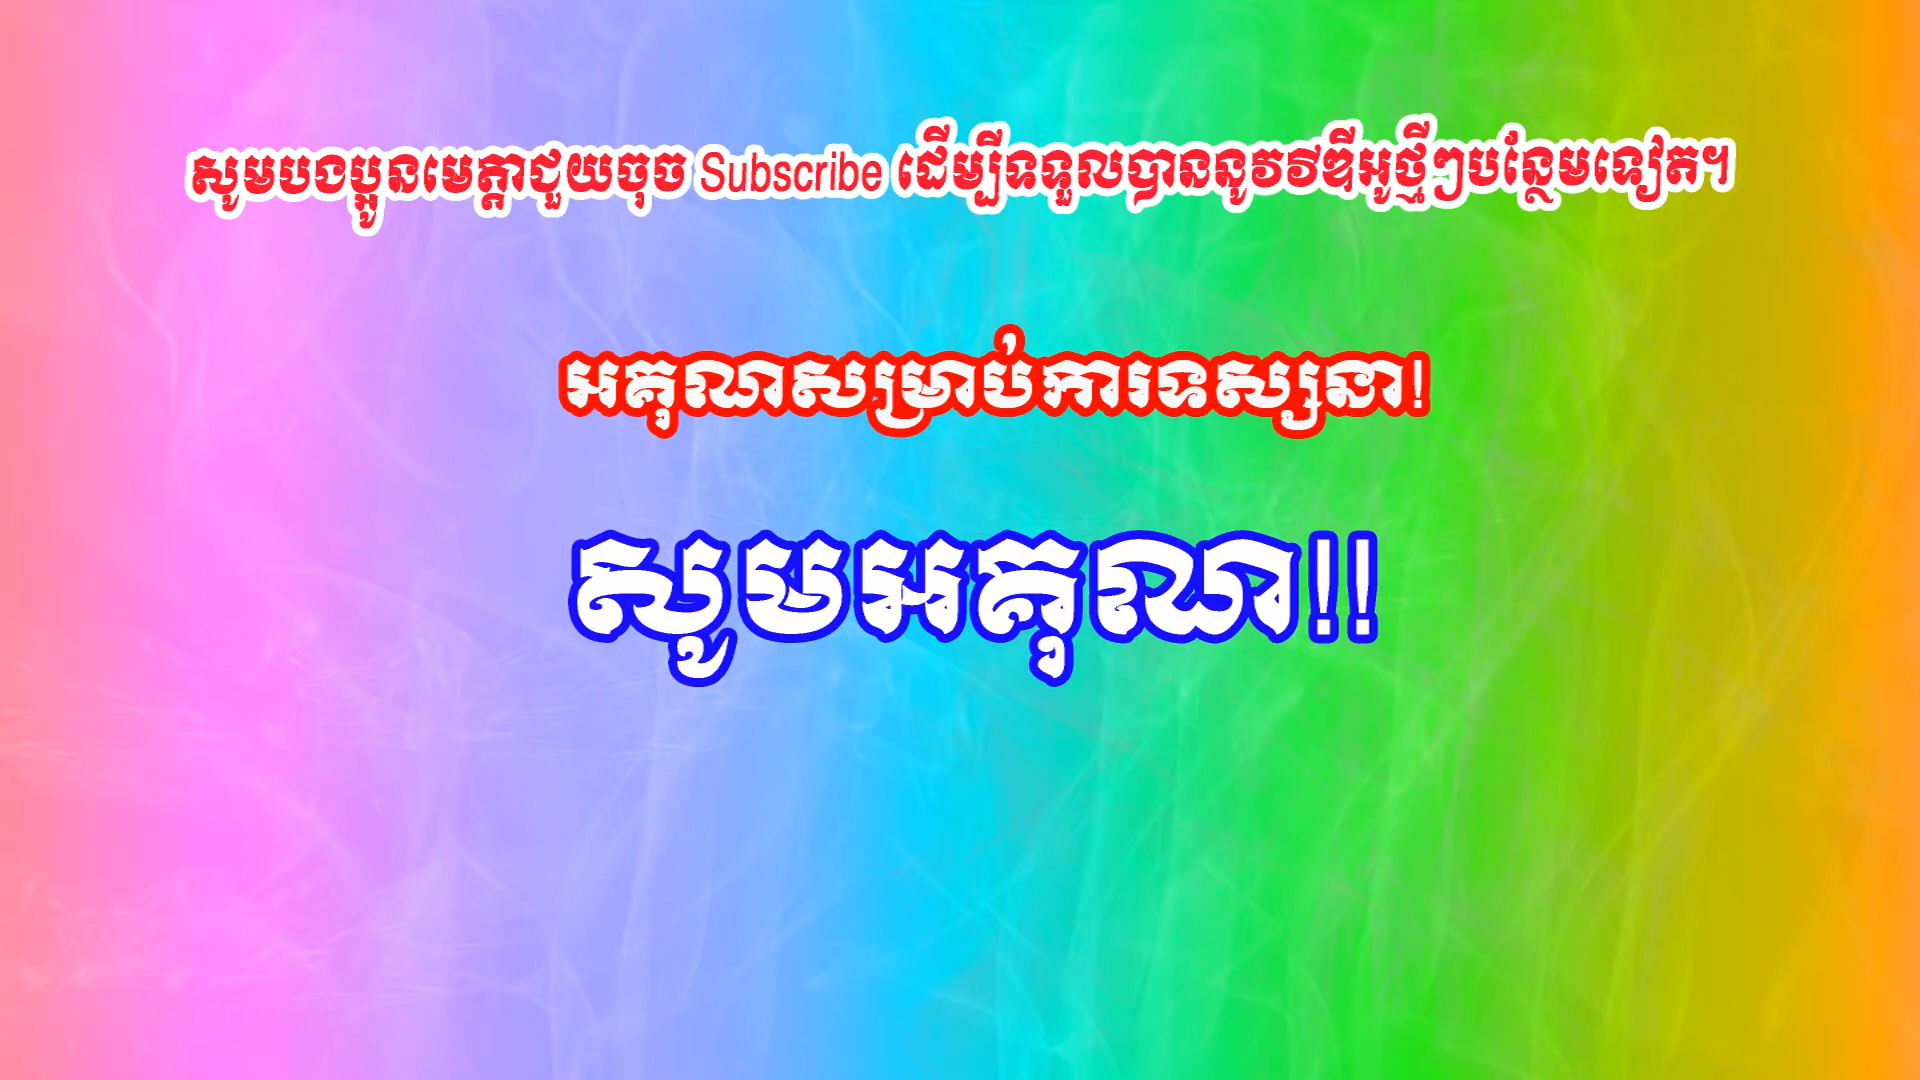 សូមបងប្អូនមេត្តាជួយចុច Subscribe ដើម្បីទទួលបាននូវវីឌីអូថ្មីៗបន្ថែមទៀត។
អគុណសម្រាប់ការទស្សនា!
សូមអគុណ!!